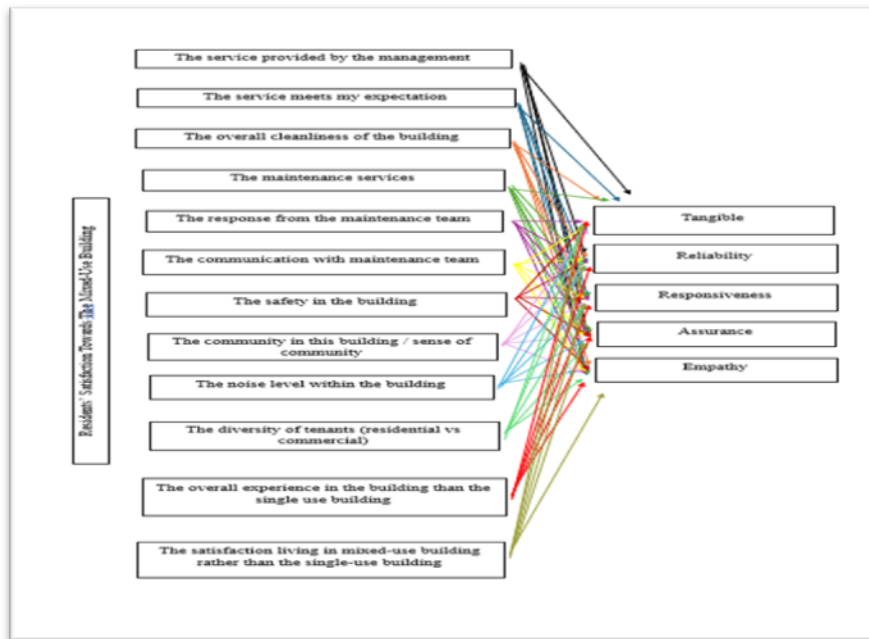 Residents' Satisfaction Towards The Mixed-Use Building
The service provided by the management
The service meets my expectation
The overall cleanliness of the building
The maintenance services
The response from the maintenance team
The communication with maintenance team
The safety in the building
The community in this building / sense of
community
The noise level within the building
The diversity of tenants (residential vs
commercial)
The overall experience in the building than the
single use building
The satisfaction living in mixed-use building
rather than the single-use building
Tangible
Reliability
Responsiveness
Assurance
Empathy